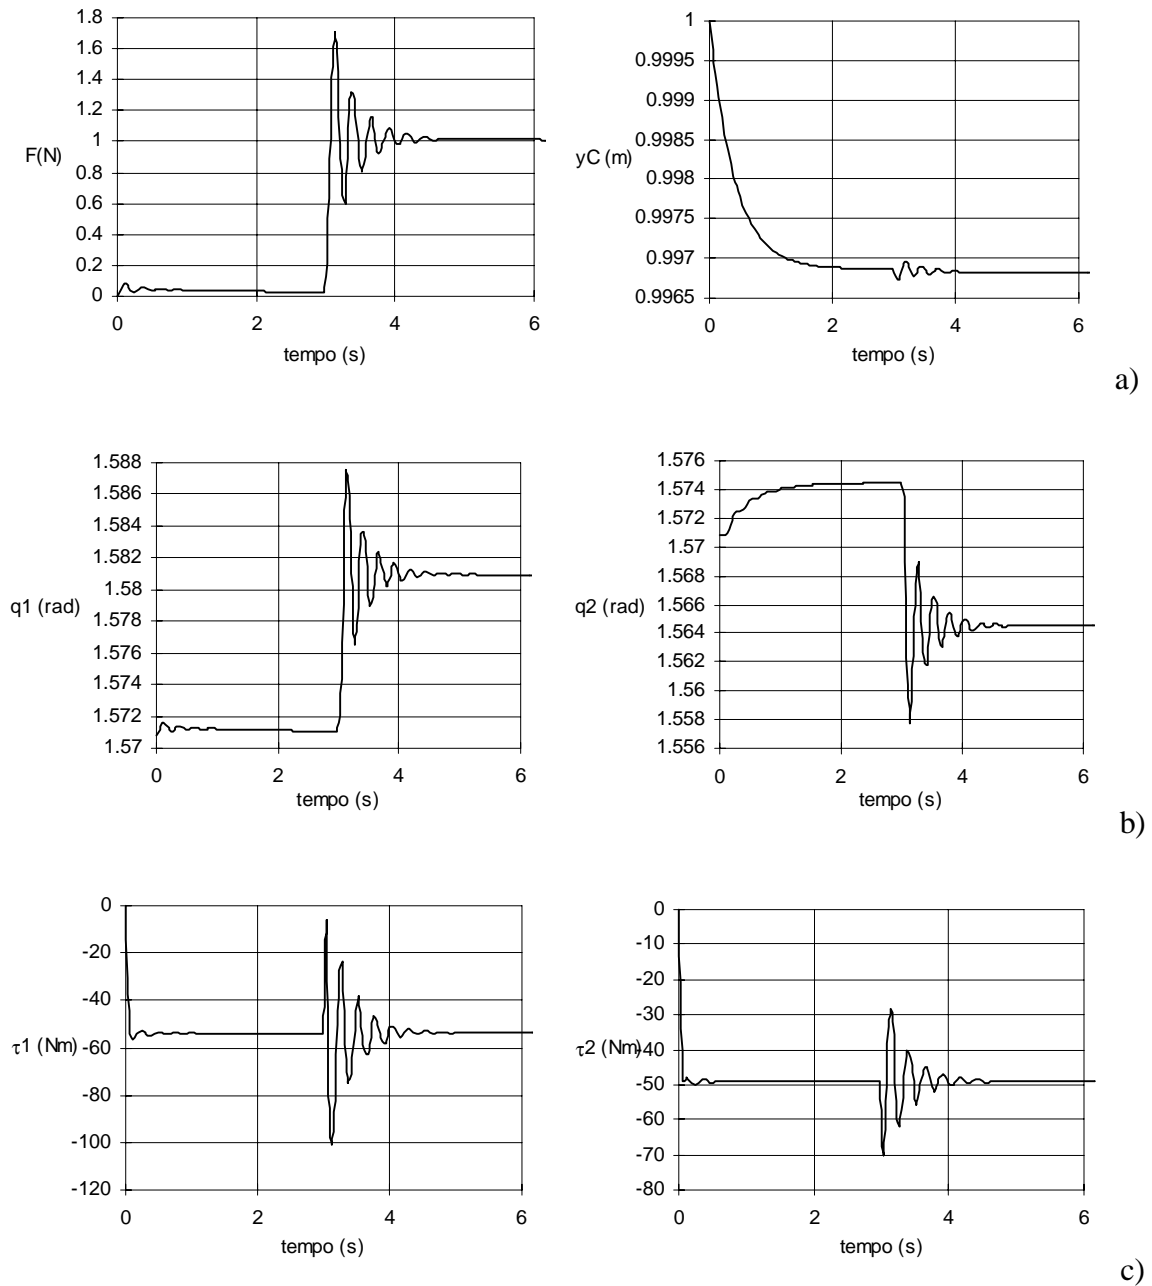 1.8
1.6
1.4
1.2
1
0.8
0.6
0.4
0.2
0
F(N)
0 2 4 6
tempo (s)
1
0.9995
0.999
0.9985
0.998
0.9975
0.997
0.9965
yC (m)
0 2 4 6
tempo (s)
a)
1.588
1.586
1.584
1.582
1.58
1.578
1.576
1.574
1.572
1.57
q1 (rad)
0 2 4 6
tempo (s)
1.576
1.574
1.572
1.57
1.568
1.566
1.564
1.562
1.56
1.558
1.556
q2 (rad)
0 2 4 6
tempo (s)
b)
0
-20
-40
-60
-80
-100
-120
τ1 (Nm)
0 2 4 6
tempo (s)
0
-10
-20
-30
-40
-50
-60
-70
-80
τ2 (Nm)
0 2 4 6
tempo (s)
c)